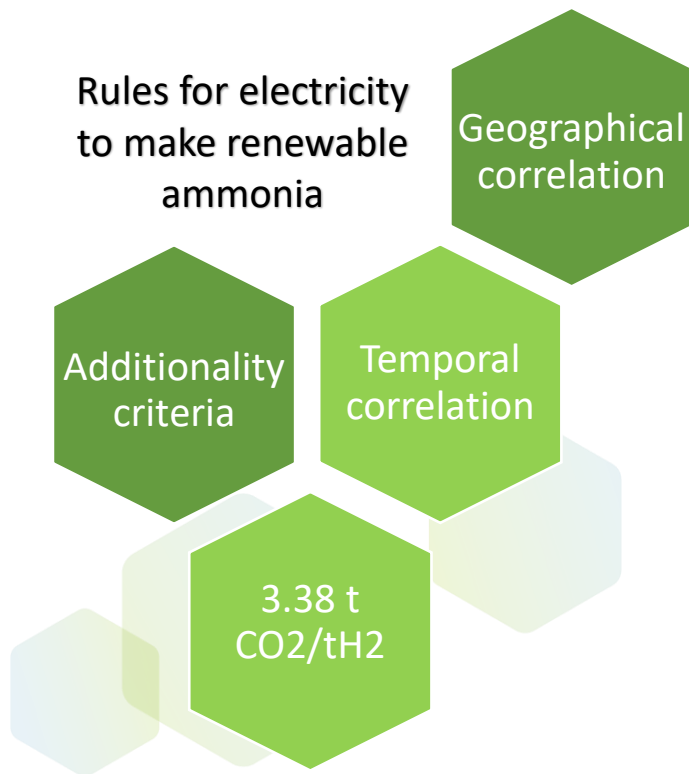 Rules for electricity
to make renewable
ammonia
Geographical
correlation
Additionality
criteria
Temporal
correlation
3.38 t
CO2/tH2